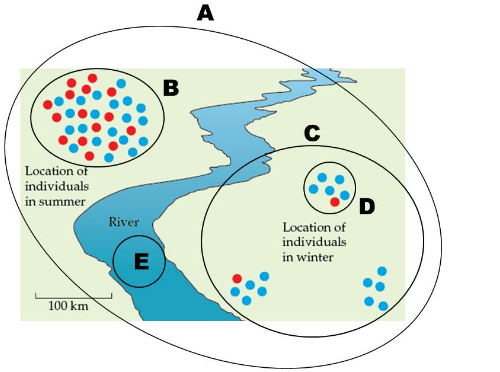 A
B
Location of
individuals
in summer
C
D
River
Location of
individuals
in winter
E
100 km